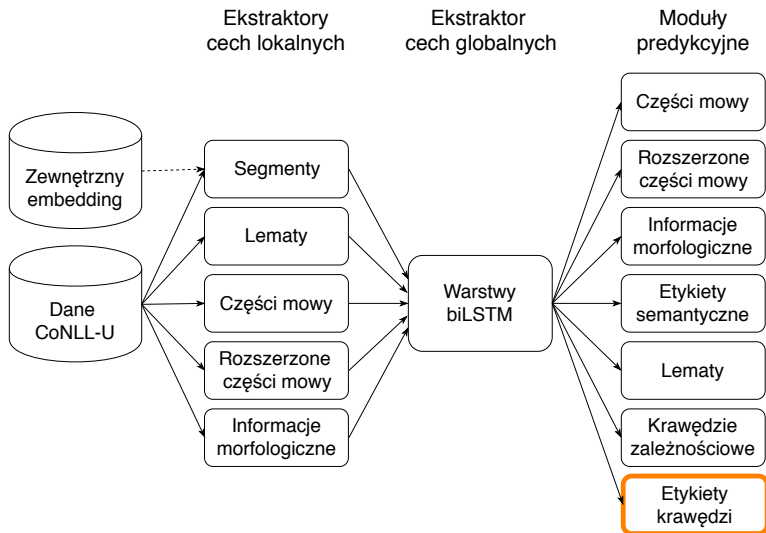 Ekstraktory
cech lokalnych
Ekstraktor
cech globalnych
Moduły
predykcyjne
Zewnętrzny
embedding
Dane
CoNLL-U
Segmenty
Lematy
Części mowy
Rozszerzone
części mowy
Informacje
morfologiczne
Warstwy
biLSTM
Części mowy
Rozszerzone
części mowy
Informacje
morfologiczne
Etykiety
semantyczne
Lematy
Krawędzie
zależnościowe
Etykiety
krawędzi